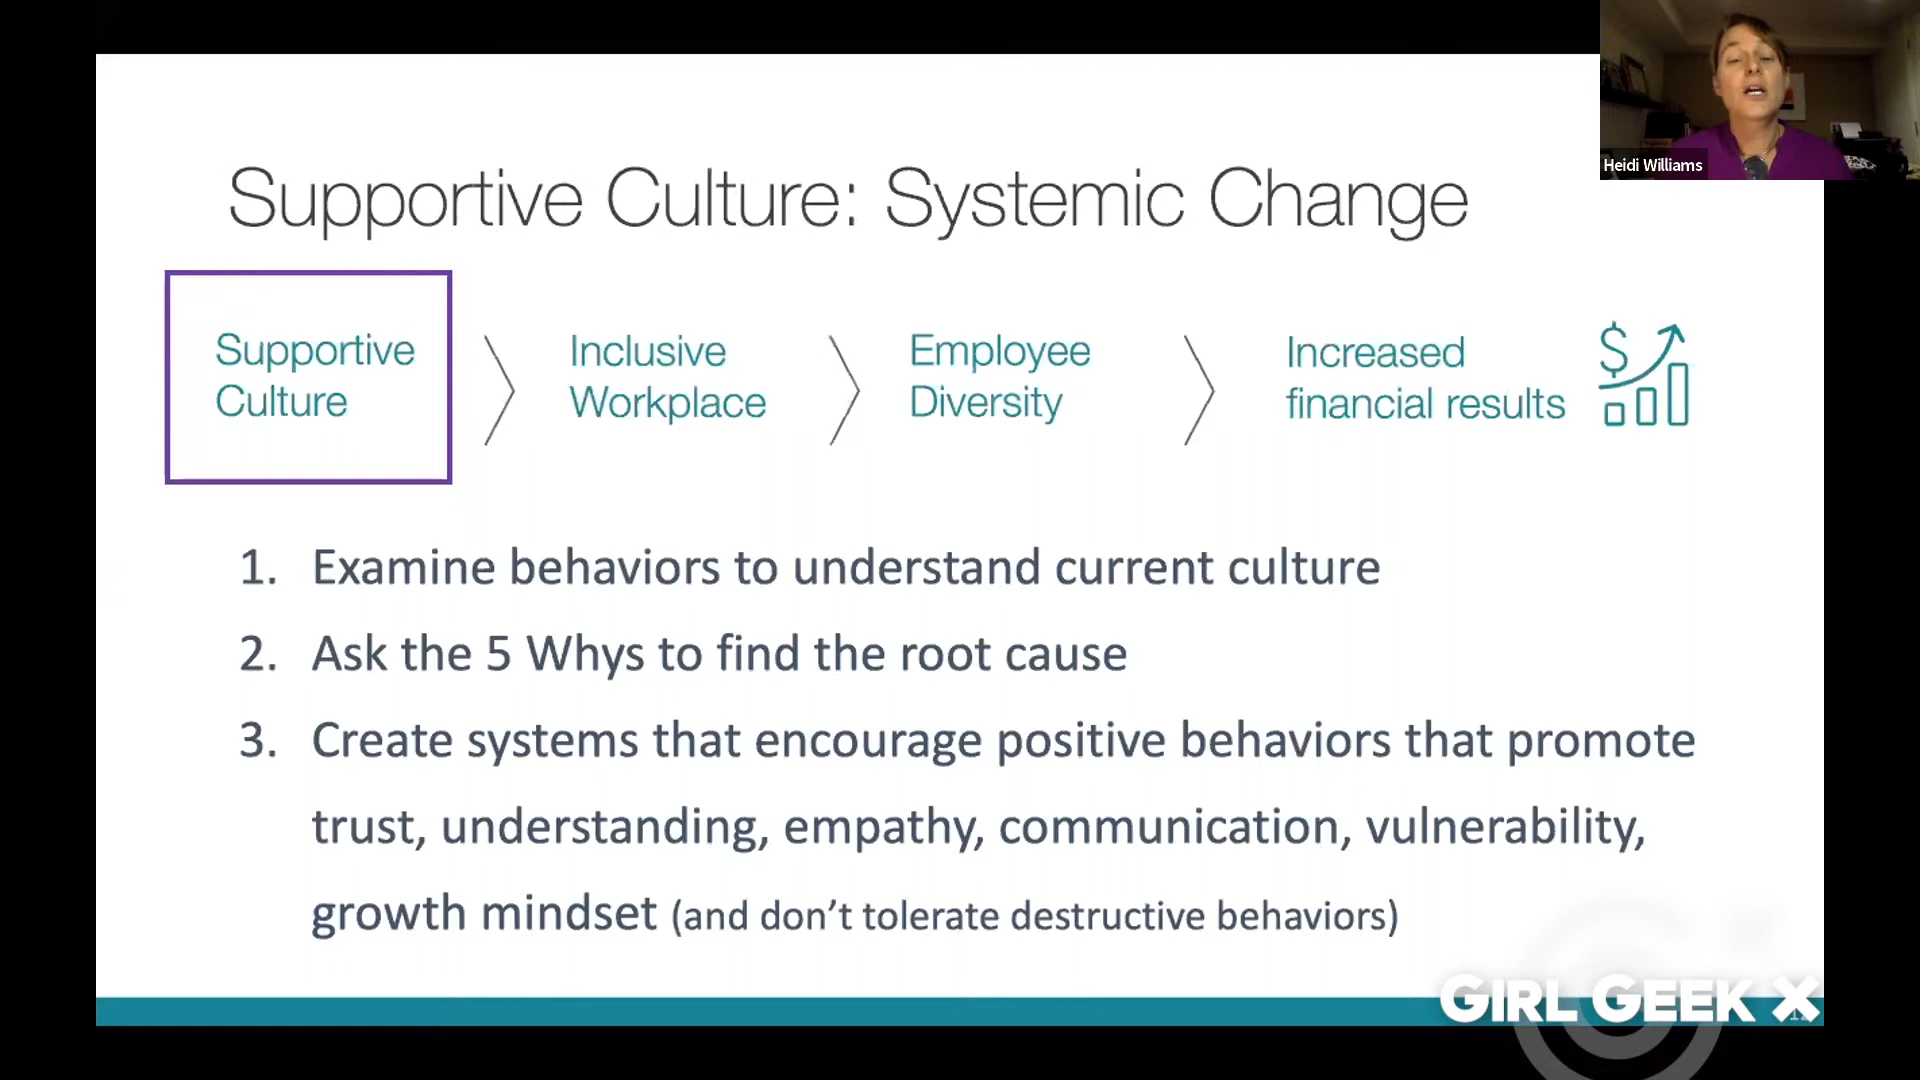 Heidi Williams
Supportive Culture: Systemic Change
Supportive
Culture
Inclusive
Workplace
Employee
Diversity
Increased
financial results
$
1. Examine behaviors to understand current culture
2. Ask the 5 Whys to find the root cause
3. Create systems that encourage positive behaviors that promote
trust, understanding, empathy, communication, vulnerability,
growth mindset (and don’t tolerate destructive behaviors)
GIRL GEEK X